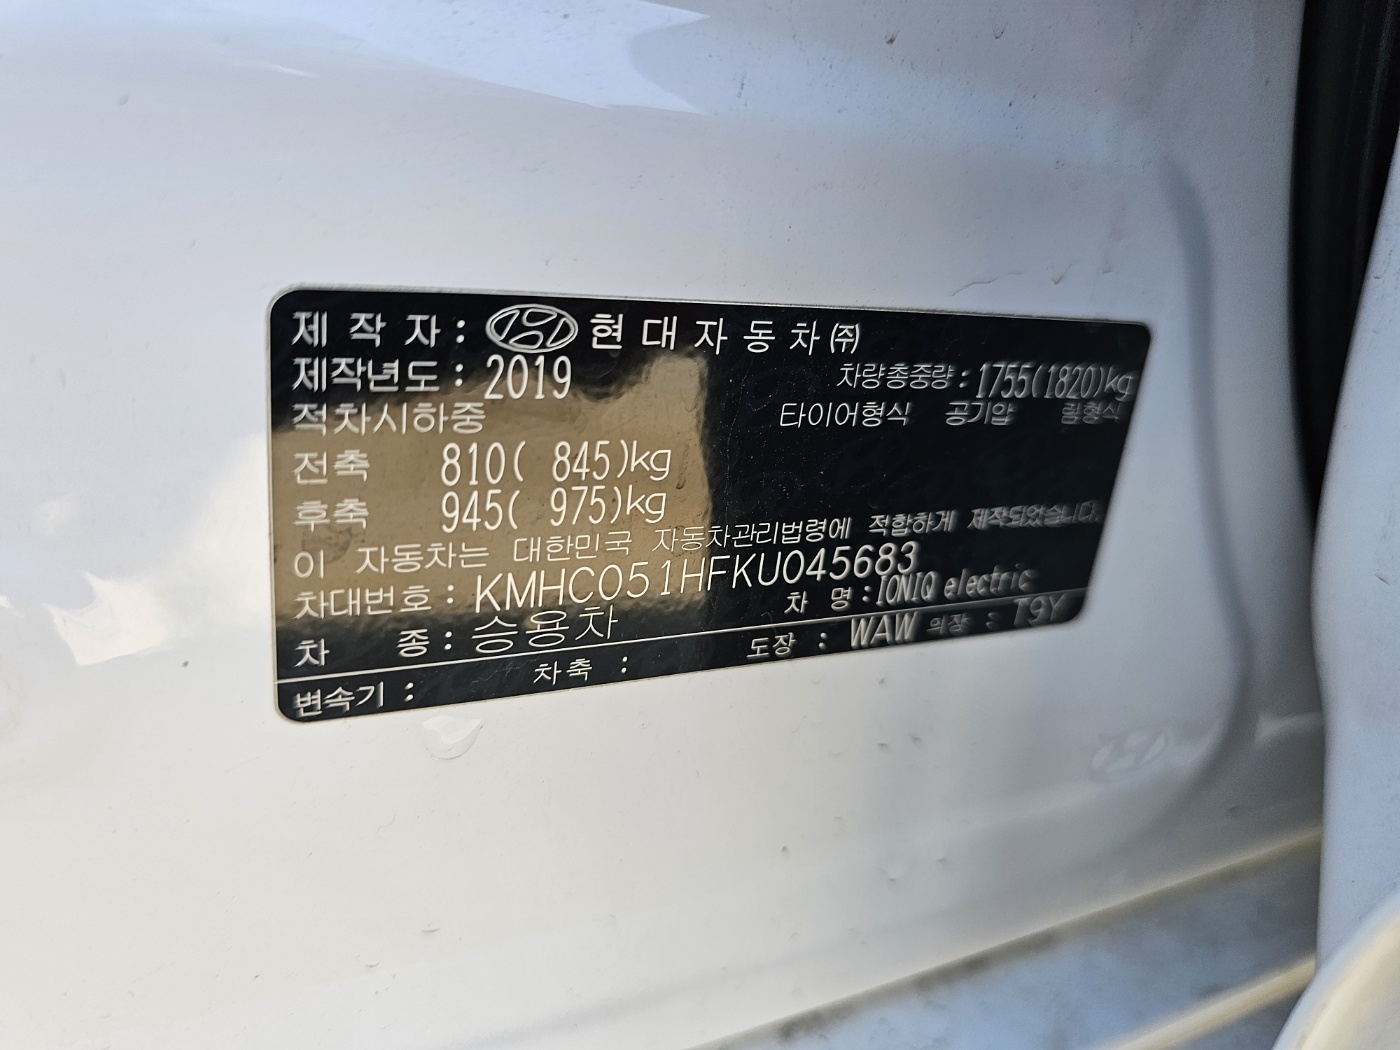 제 작 자 : 현 대 자 동 차 ㈜
제작년도 : 2019
차량총중량 : 1755(1820)kg
적차시하중
타이어형식 공기압 림형식
전축 810( 845)kg
후축 945( 975)kg
이 자동차는 대한민국 자동차관리법령에 적합하게 제작되었습니다.
차대번호 : KMHC051HFKU045683
차 명 : IONIQ electric
차 종 : 승용차
변속기 : 차축 : 도장 : WAW 의장 : T9Y